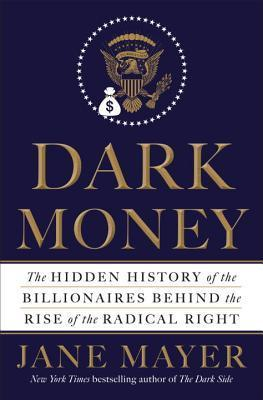 $
DARK
MONEY
The HIDDEN HISTORY of the
BILLIONAIRES BEHIND the
RISE of the RADICAL RIGHT
JANE MAYER
New York Times bestselling author of The Dark Side